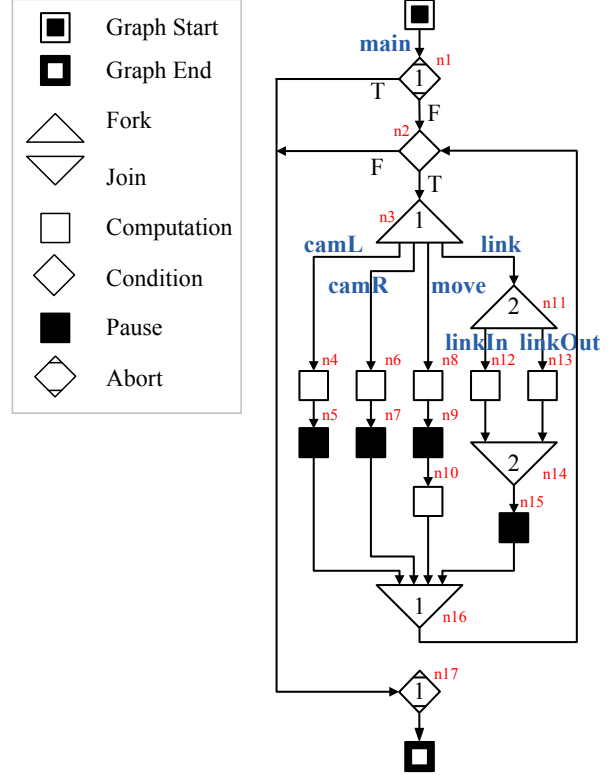 Graph Start
Graph End
Fork
Join
Computation
Condition
Pause
Abort
main
n1
1
T
F
n2
F
T
n3
1
camL
link
camR
move
2
n11
linkIn
linkOut
n4
n6
n8
n12
n13
n5
n7
n9
2
n14
n10
n15
1
n16
n17
1